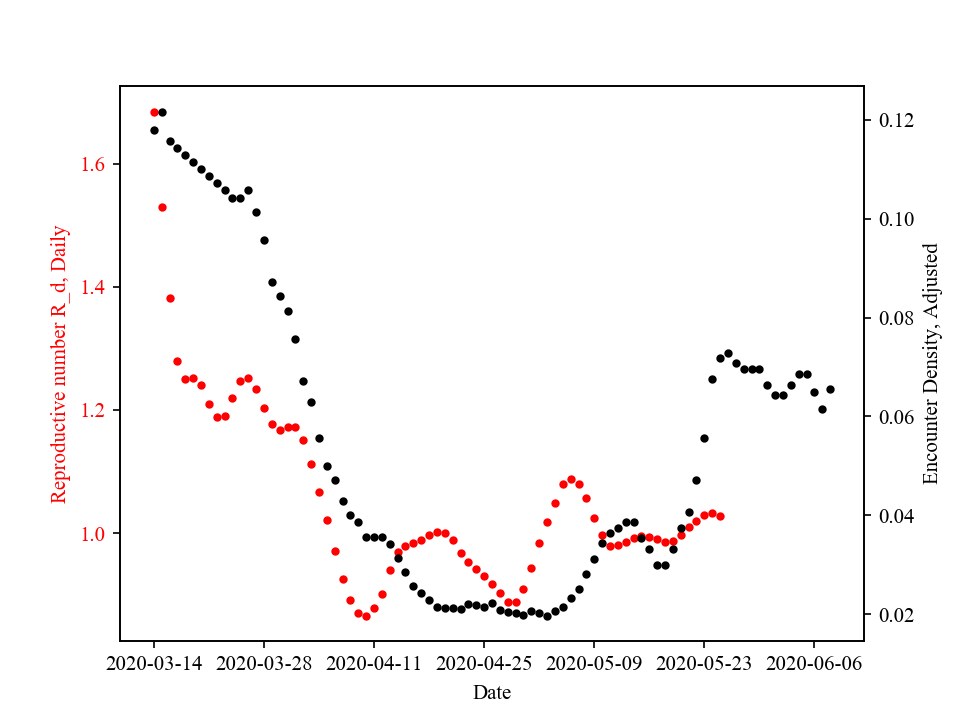 Reproductive number R_d, Daily
1.6
1.4
1.2
1.0
0.12
0.10
0.08
0.06
0.04
0.02
Encounter Density, Adjusted
2020-03-14 2020-03-28 2020-04-11 2020-04-25 2020-05-09 2020-05-23 2020-06-06
Date